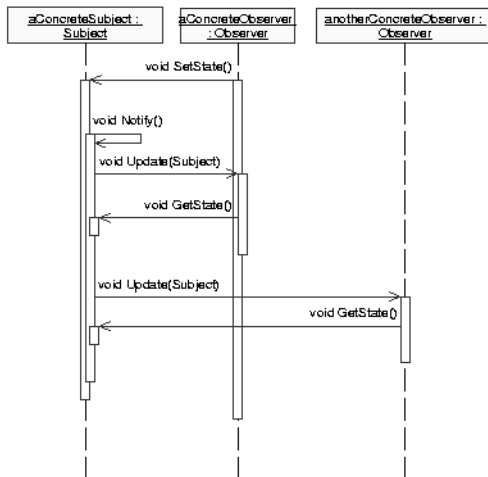 aConcreteSubject :
Subject
aConcreteObserver
: Observer
anotherConcreteObserver :
Observer
void SetState()
void Notify()
void Update(Subject)
void GetState()
void Update(Subject)
void GetState()